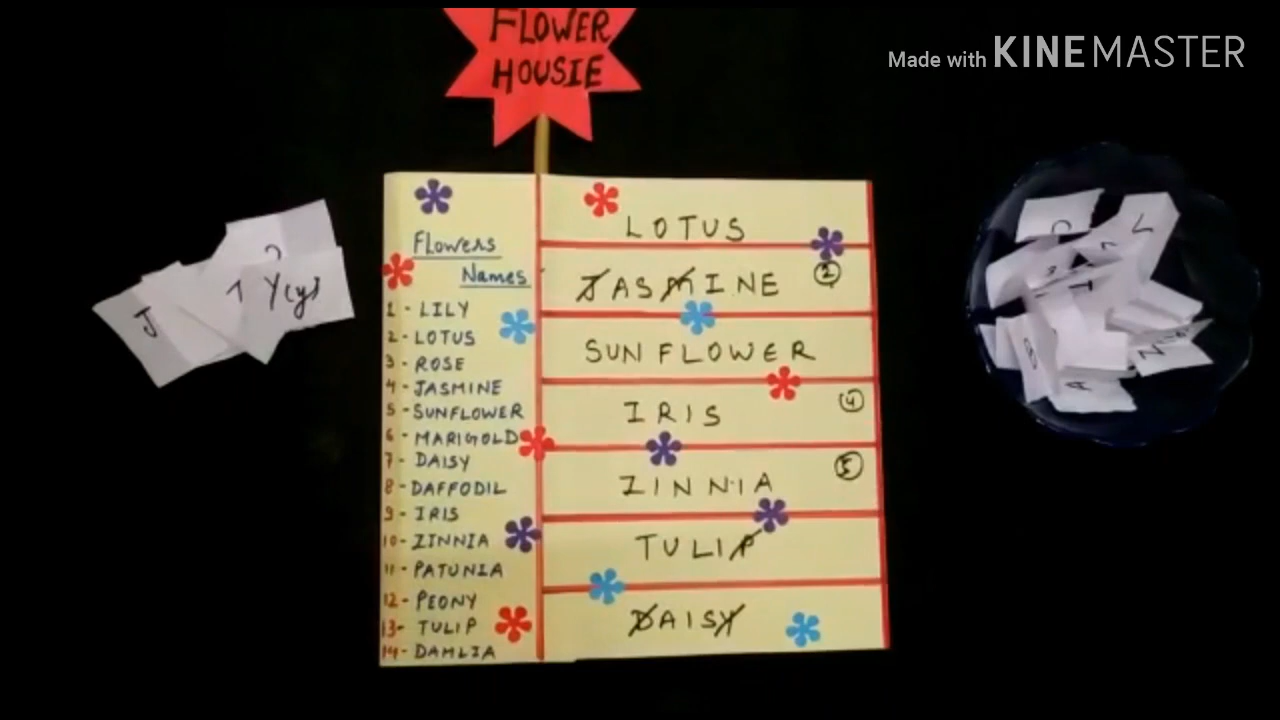 FLOWER
HOUSIE
Made with KINEMASTER
Flowers
Names
1 - LILY
2 - LOTUS
3 - ROSE
4 - JASMINE
5 - SUNFLOWER
6 - MARIGOLD
7 - DAISY
8 - DAFFODIL
9 - IRIS
10 - ZINNIA
11 - PATUNIA
12 - PEONY
13 - TULIP
14 - DAHLIA
LOTUS
JASMINE 2
SUNFLOWER
IRIS 4
ZINNIA 5
TULIP
DAISY
J
Y(y)
L
T
N
A